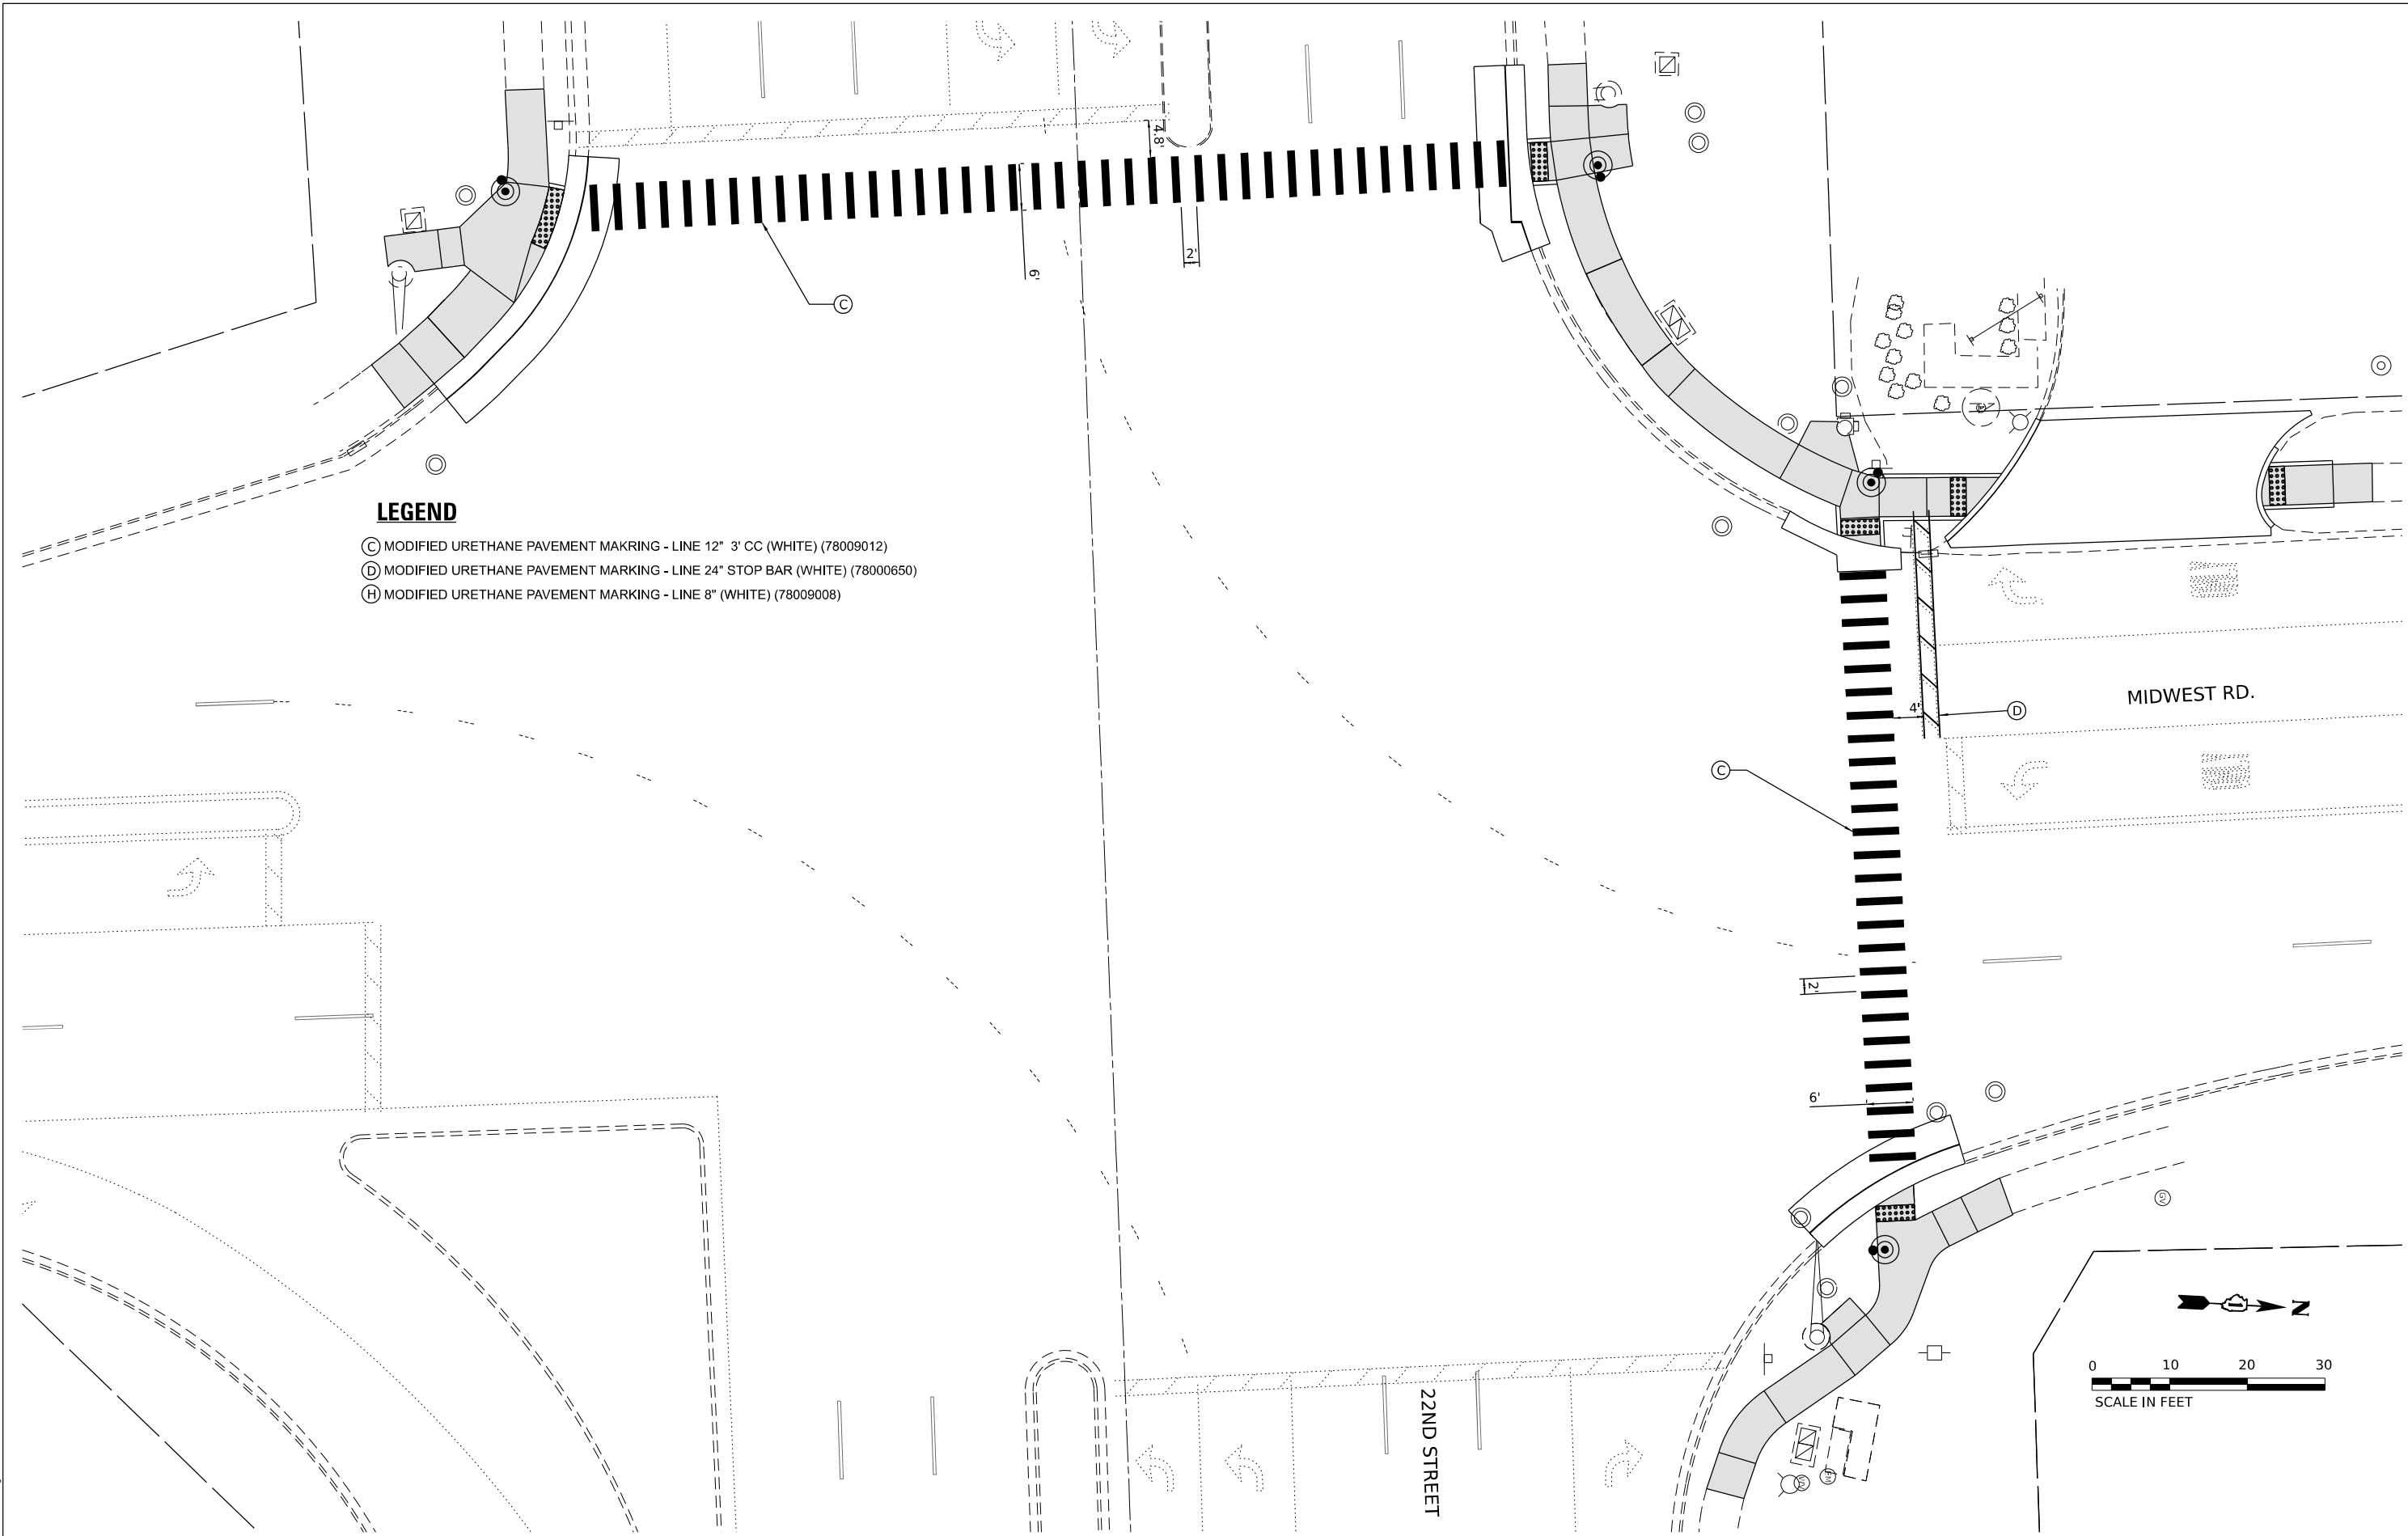 4.8'
6'
2'
C
LEGEND
C MODIFIED URETHANE PAVEMENT MAKRING - LINE 12" 3' CC (WHITE) (78009012)
D MODIFIED URETHANE PAVEMENT MARKING - LINE 24" STOP BAR (WHITE) (78000650)
H MODIFIED URETHANE PAVEMENT MARKING - LINE 8" (WHITE) (78009008)
MIDWEST RD.
4'
D
C
2'
6'
GV
N
0 10 20 30
SCALE IN FEET
22ND STREET